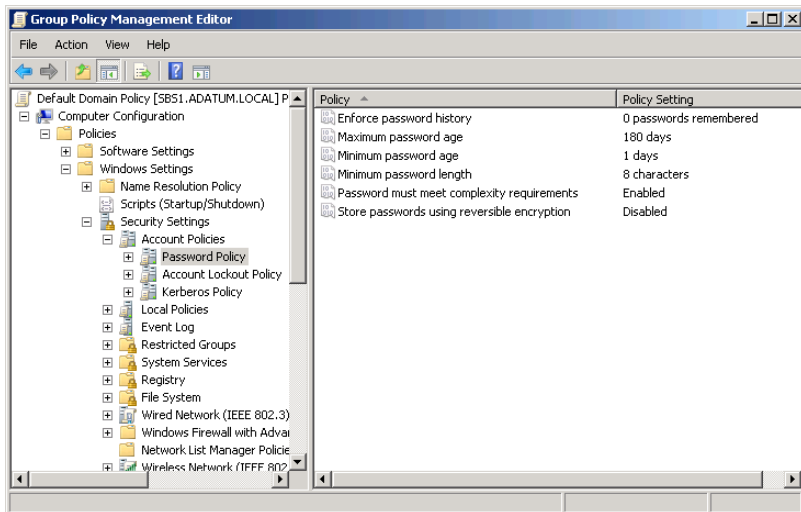 Group Policy Management Editor
File Action View Help
Default Domain Policy [SBS1.ADATUM.LOCAL] P
Computer Configuration
Policies
Software Settings
Windows Settings
Name Resolution Policy
Scripts (Startup/Shutdown)
Security Settings
Account Policies
Password Policy
Account Lockout Policy
Kerberos Policy
Local Policies
Event Log
Restricted Groups
System Services
Registry
File System
Wired Network (IEEE 802.3)
Windows Firewall with Advan
Network List Manager Policie
Wireless Network (IEEE 802
Policy Policy Setting
Enforce password history 0 passwords remembered
Maximum password age 180 days
Minimum password age 1 days
Minimum password length 8 characters
Password must meet complexity requirements Enabled
Store passwords using reversible encryption Disabled